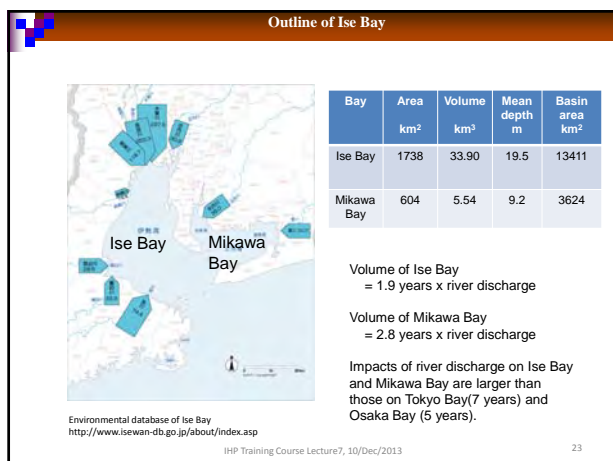 Outline of Ise Bay
Bay Area Volume Mean depth Basin area
km² km³ m km²
Ise Bay 1738 33.90 19.5 13411
Mikawa Bay 604 5.54 9.2 3624
伊勢湾
Ise Bay
Mikawa
Bay
Volume of Ise Bay
= 1.9 years x river discharge
Volume of Mikawa Bay
= 2.8 years x river discharge
Impacts of river discharge on Ise Bay
and Mikawa Bay are larger than
those on Tokyo Bay(7 years) and
Osaka Bay (5 years).
Environmental database of Ise Bay
http://www.isewan-db.go.jp/about/index.asp
IHP Training Course Lecture7, 10/Dec/2013
23